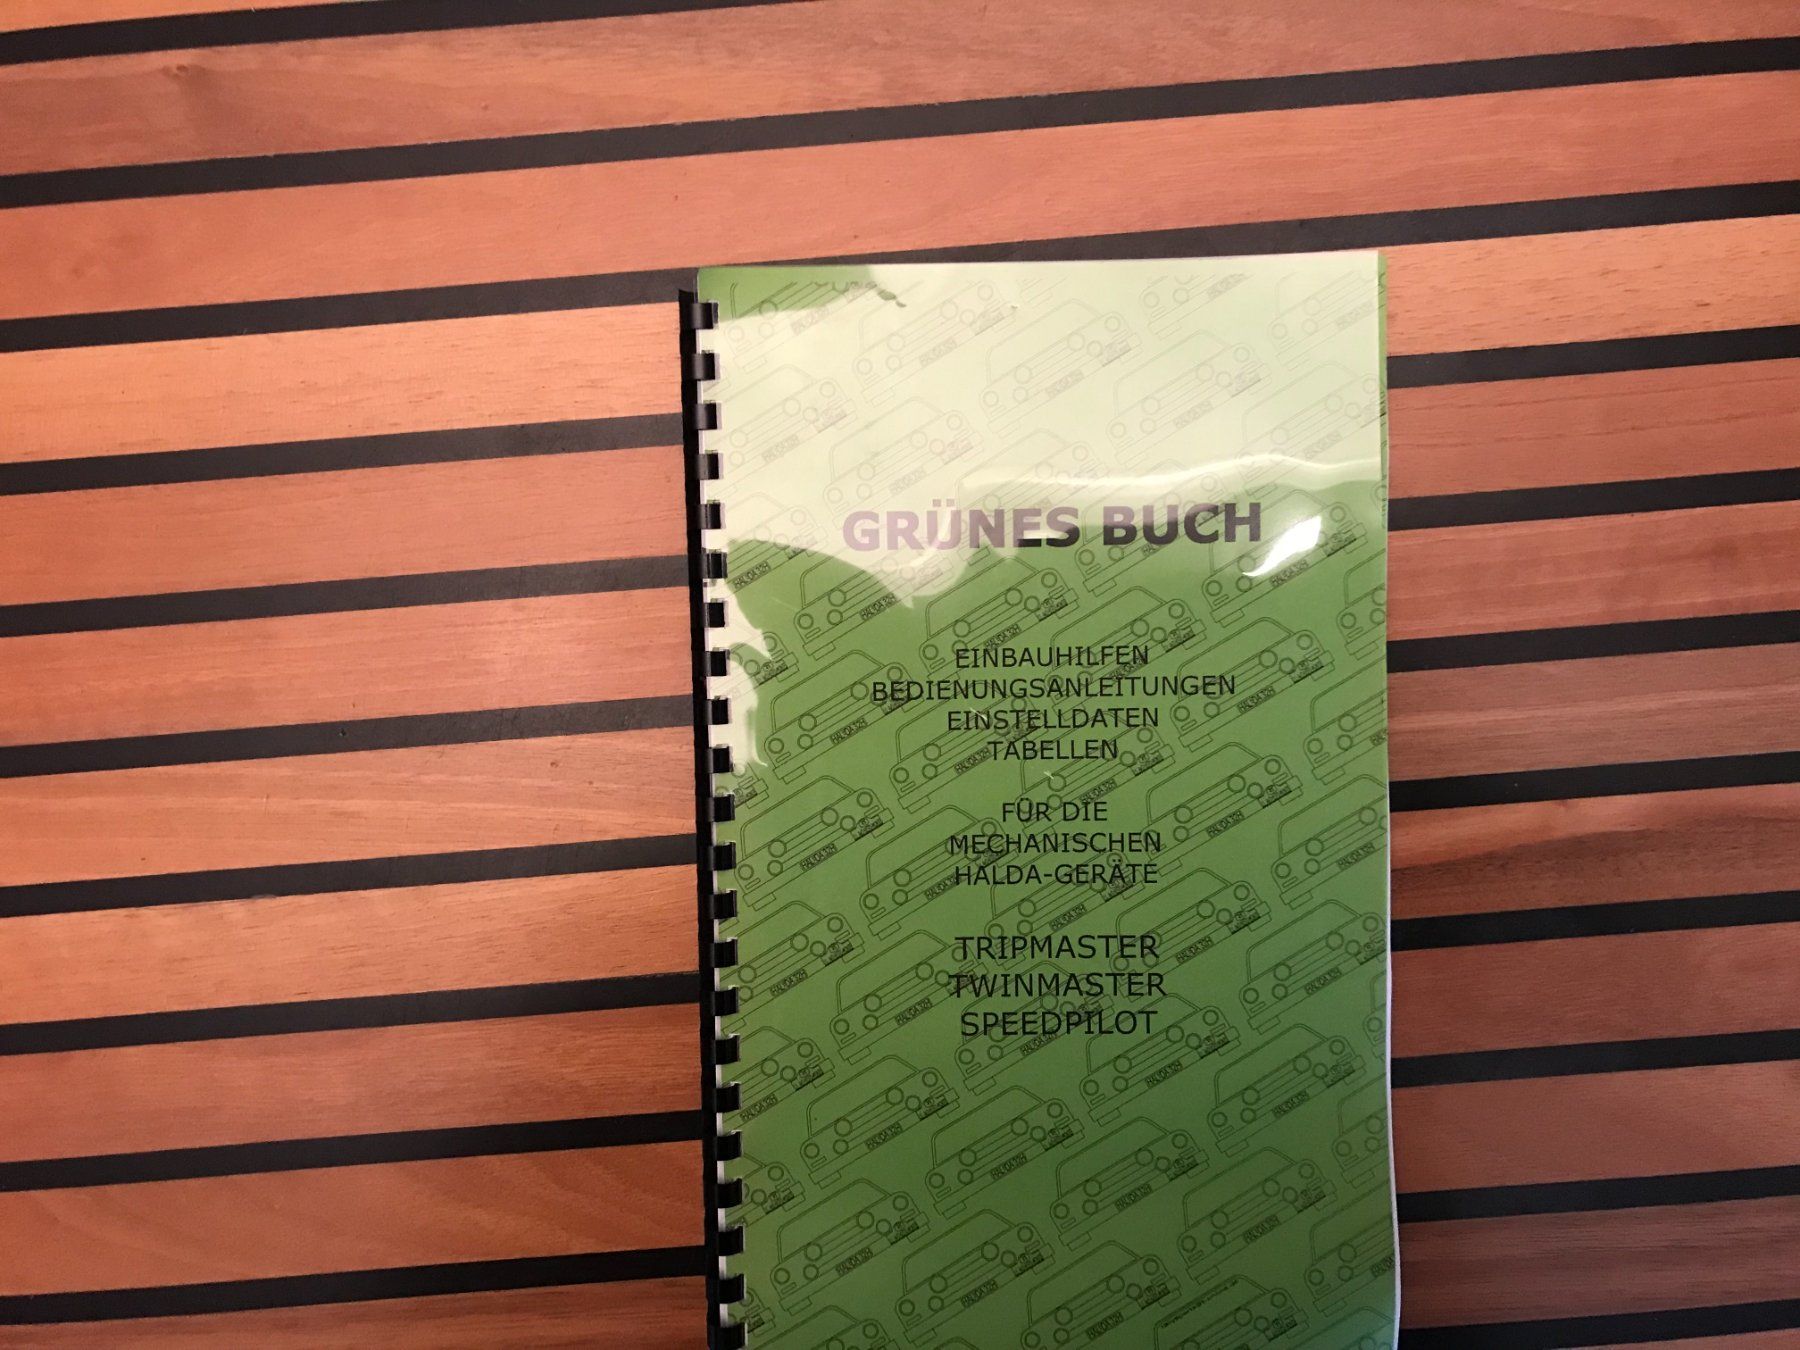 GRÜNES BUCH
EINBAUHILFEN
BEDIENUNGSANLEITUNGEN
EINSTELLDATEN
TABELLEN
FÜR DIE
MECHANISCHEN
HALDA-GERÄTE
TRIPMASTER
TWINMASTER
SPEEDPILOT